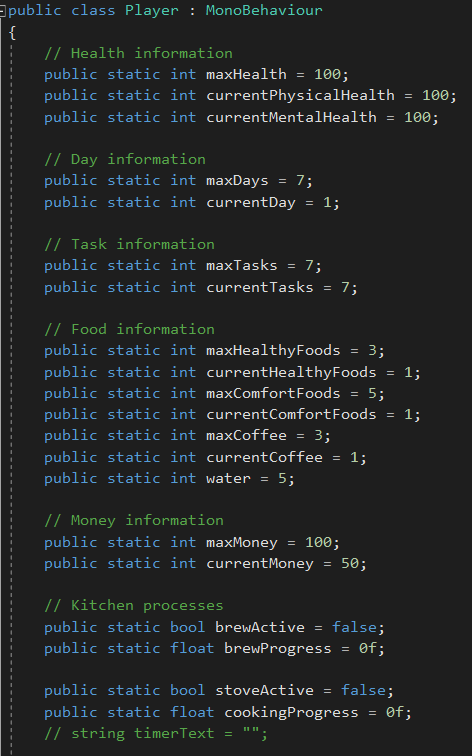 public class Player : MonoBehaviour
{
// Health information
public static int maxHealth = 100;
public static int currentPhysicalHealth = 100;
public static int currentMentalHealth = 100;
// Day information
public static int maxDays = 7;
public static int currentDay = 1;
// Task information
public static int maxTasks = 7;
public static int currentTasks = 7;
// Food information
public static int maxHealthyFoods = 3;
public static int currentHealthyFoods = 1;
public static int maxComfortFoods = 5;
public static int currentComfortFoods = 1;
public static int maxCoffee = 3;
public static int currentCoffee = 1;
public static int water = 5;
// Money information
public static int maxMoney = 100;
public static int currentMoney = 50;
// Kitchen processes
public static bool brewActive = false;
public static float brewProgress = 0f;
public static bool stoveActive = false;
public static float cookingProgress = 0f;
// string timerText = "";